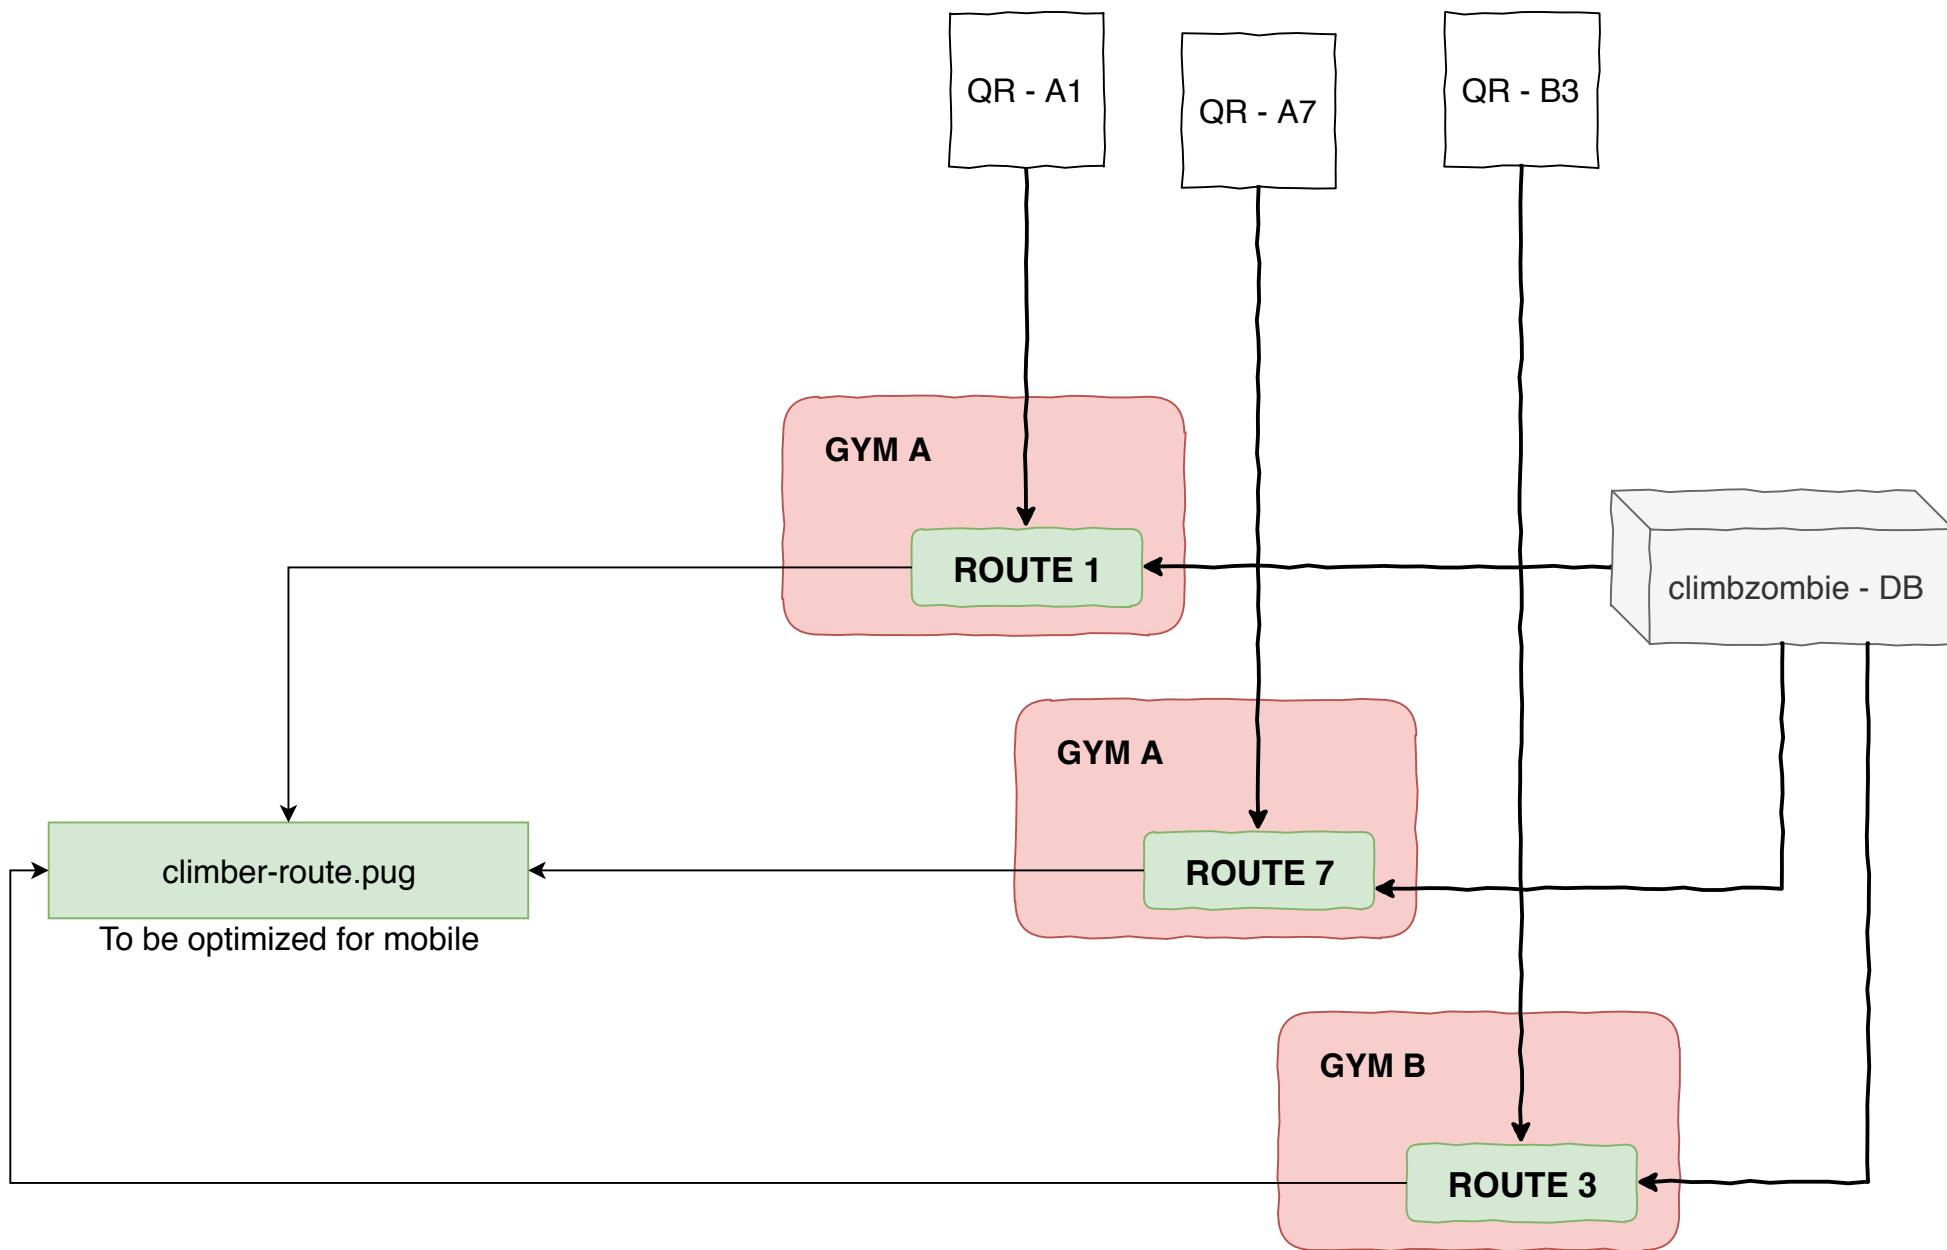 QR - A1
QR - A7
QR - B3
GYM A
ROUTE 1
climbzombie - DB
GYM A
ROUTE 7
climber-route.pug
To be optimized for mobile
GYM B
ROUTE 3